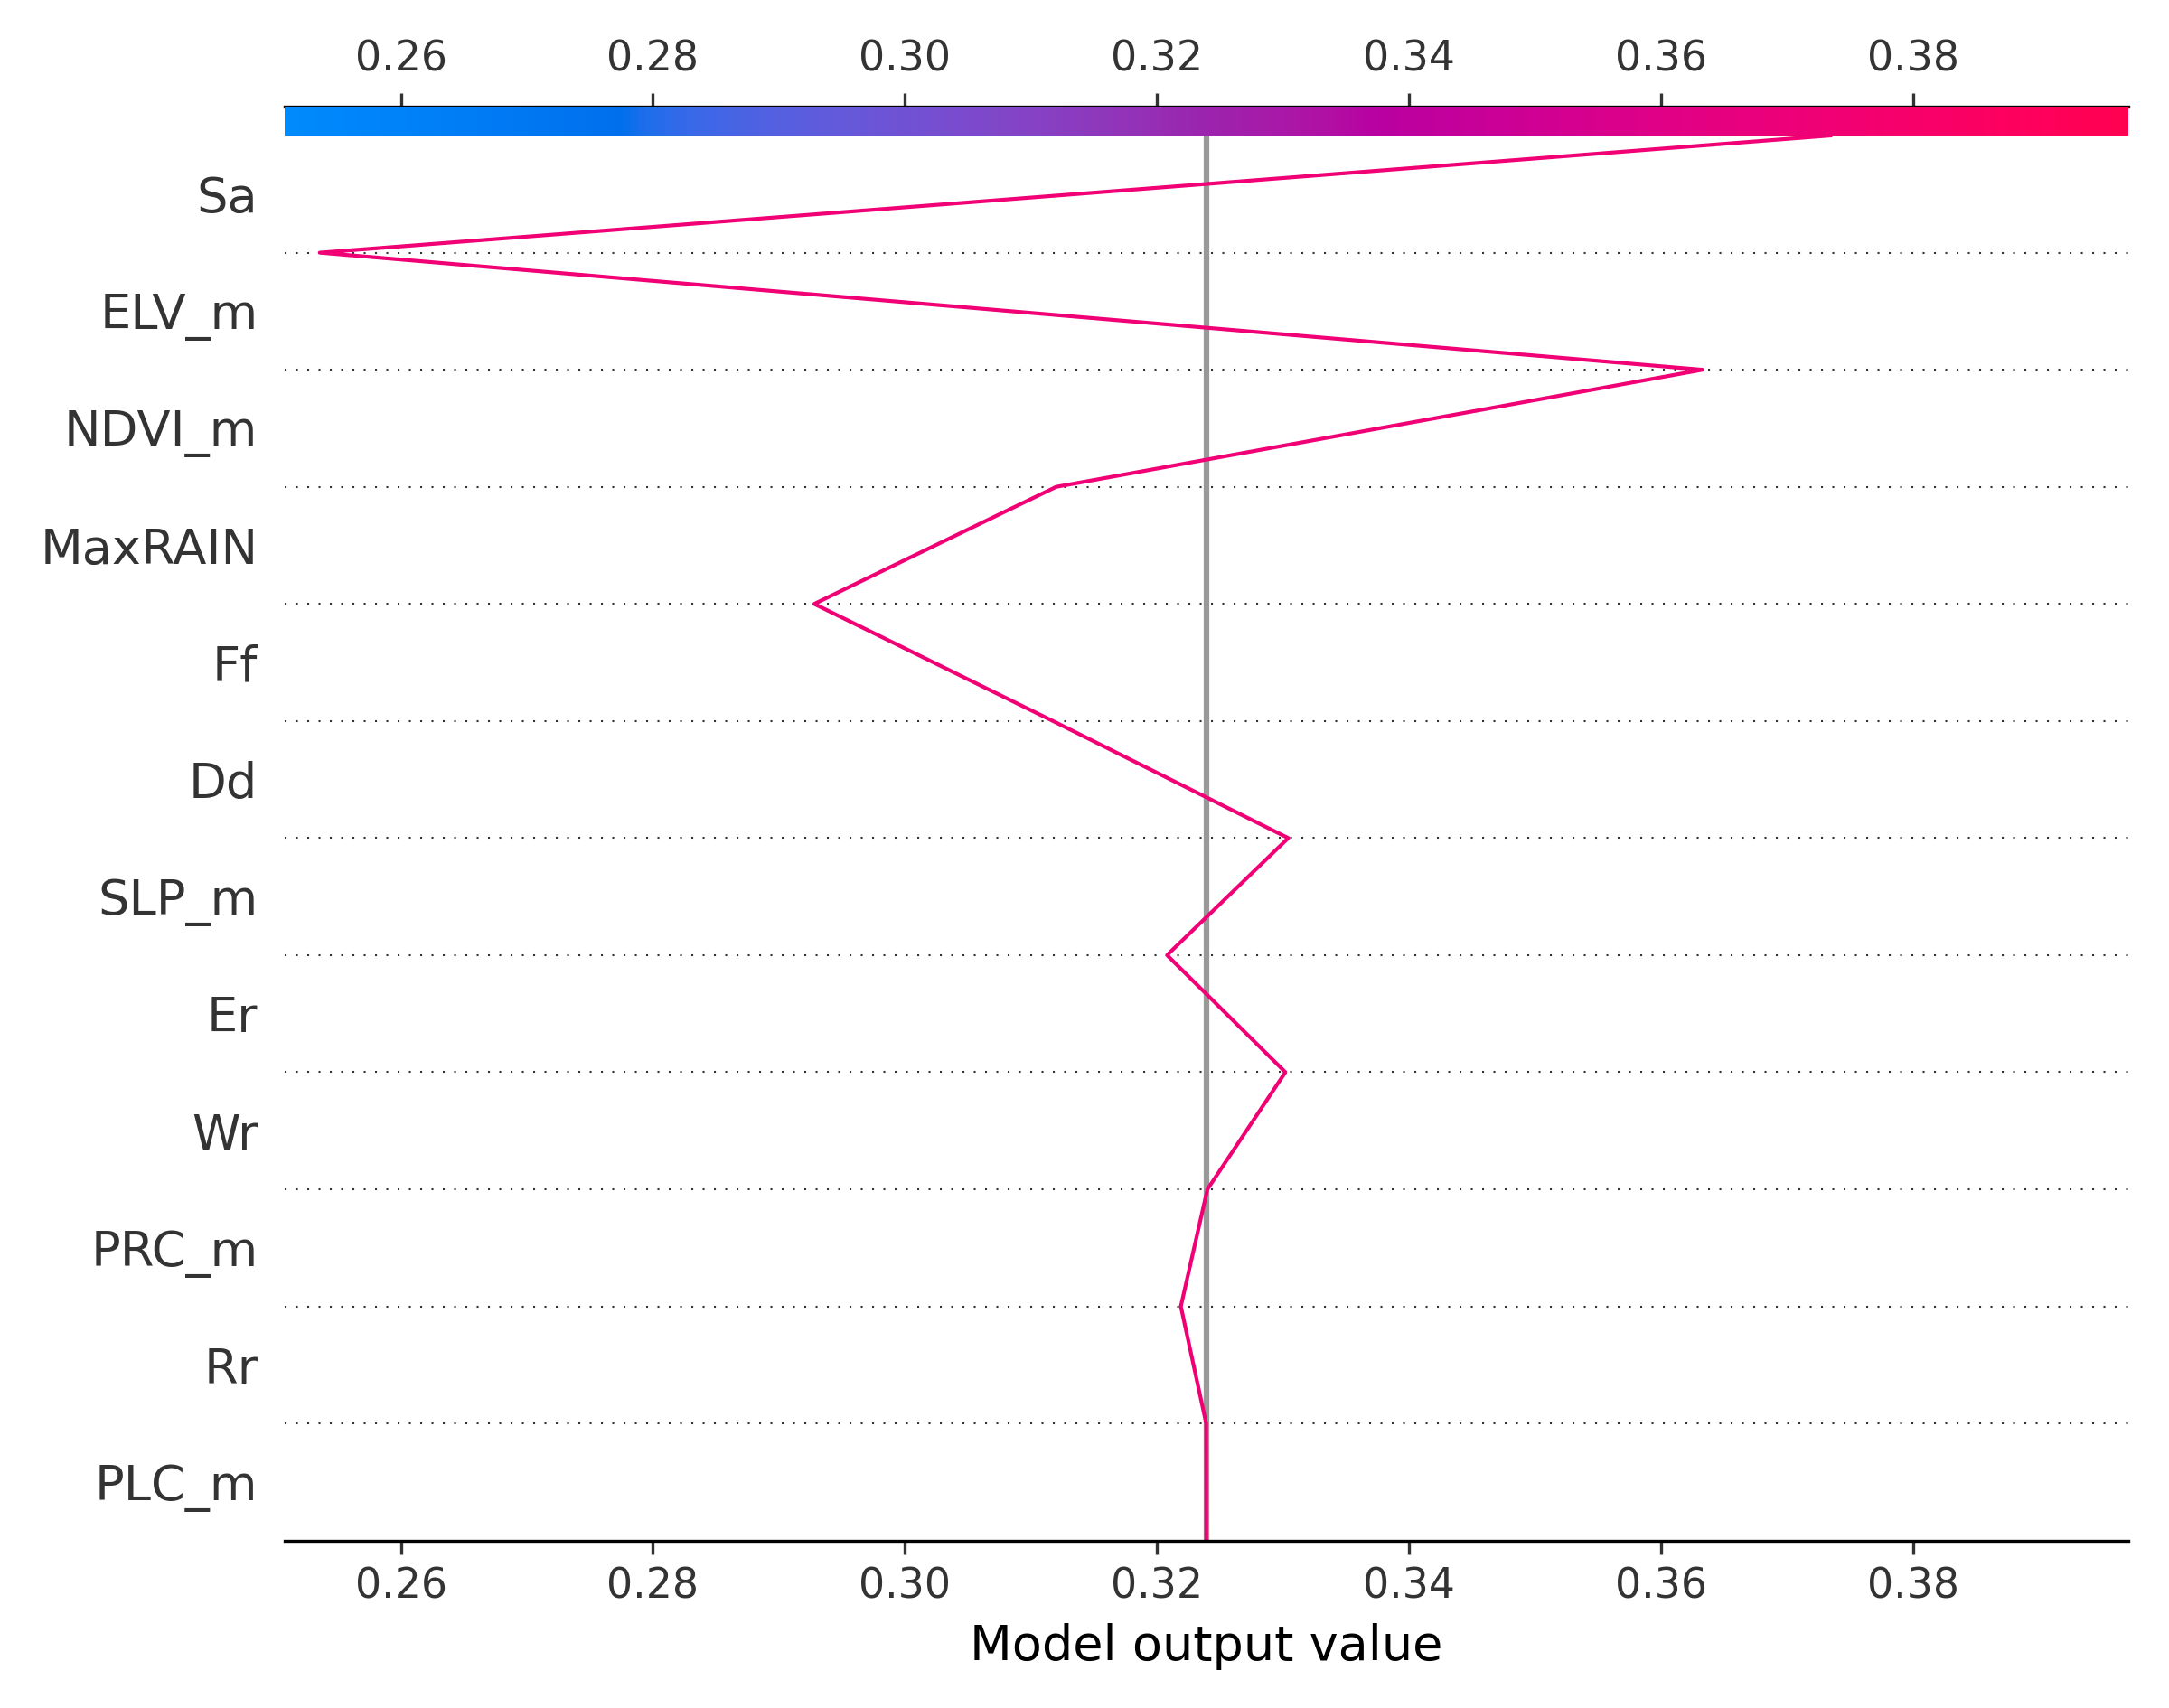 0.26 0.28 0.30 0.32 0.34 0.36 0.38
Sa
ELV_m
NDVI_m
MaxRAIN
Ff
Dd
SLP_m
Er
Wr
PRC_m
Rr
PLC_m
0.26 0.28 0.30 0.32 0.34 0.36 0.38
Model output value